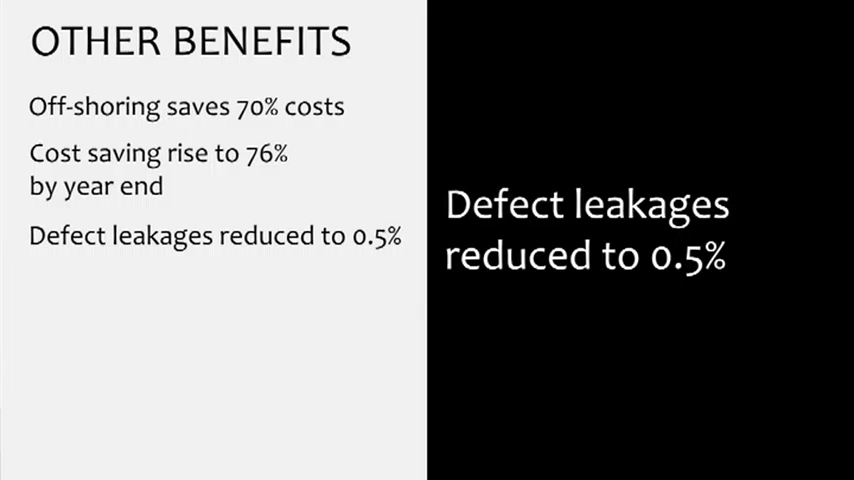 OTHER BENEFITS
Off-shoring saves 70% costs
Cost saving rise to 76%
by year end
Defect leakages reduced to 0.5%
Defect leakages
reduced to 0.5%